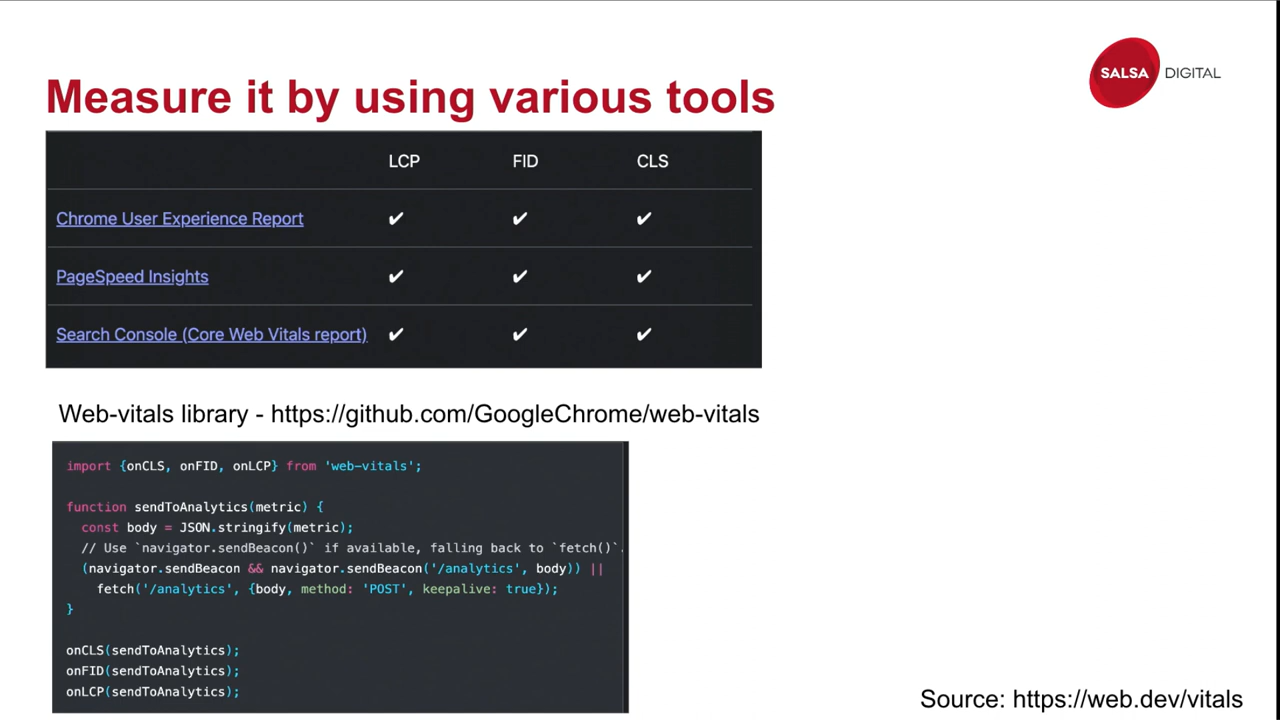 SALSA DIGITAL
Measure it by using various tools
LCP FID CLS
Chrome User Experience Report ✔ ✔ ✔
PageSpeed Insights ✔ ✔ ✔
Search Console (Core Web Vitals report) ✔ ✔ ✔
Web-vitals library - https://github.com/GoogleChrome/web-vitals
import {onCLS, onFID, onLCP} from 'web-vitals';
function sendToAnalytics(metric) {
const body = JSON.stringify(metric);
// Use `navigator.sendBeacon()` if available, falling back to `fetch()`.
(navigator.sendBeacon && navigator.sendBeacon('/analytics', body)) ||
fetch('/analytics', {body, method: 'POST', keepalive: true});
}
onCLS(sendToAnalytics);
onFID(sendToAnalytics);
onLCP(sendToAnalytics);
Source: https://web.dev/vitals